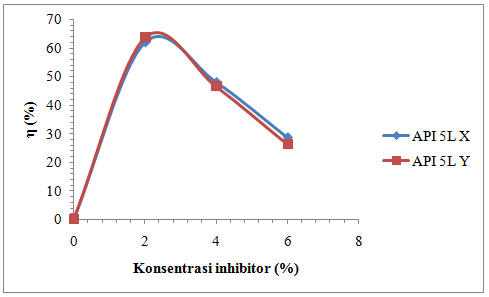 70
60
50
40
30
20
10
0
η (%)
0 2 4 6 8
Konsentrasi inhibitor (%)
API 5L X
API 5L Y